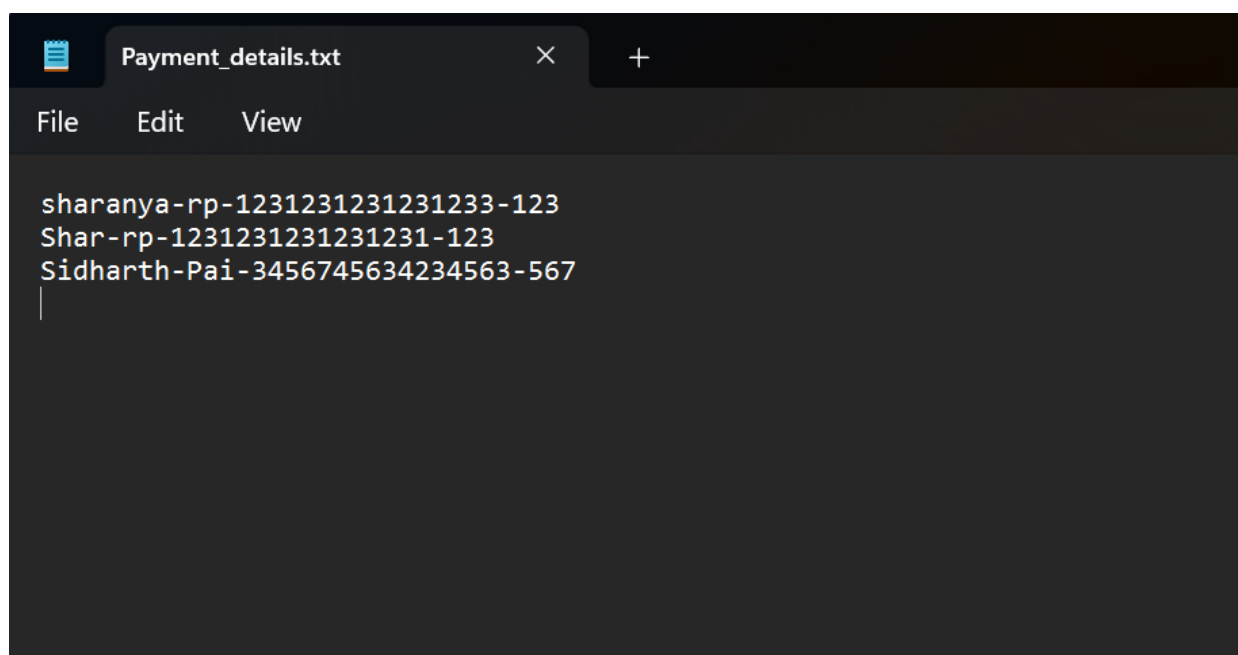 Payment_details.txt
File Edit View
sharanya-rp-1231231231231233-123
Shar-rp-1231231231231231-123
Sidharth-Pai-3456745634234563-567